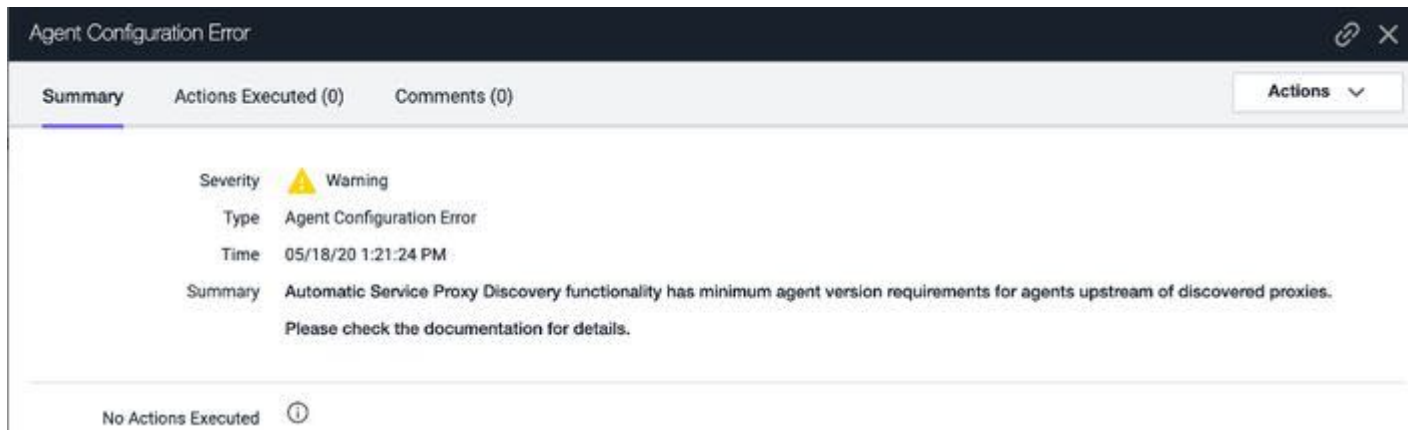 Agent Configuration Error
Summary Actions Executed (0) Comments (0) Actions
Severity Warning
Type Agent Configuration Error
Time 05/18/20 1:21:24 PM
Summary Automatic Service Proxy Discovery functionality has minimum agent version requirements for agents upstream of discovered proxies.
Please check the documentation for details.
No Actions Executed